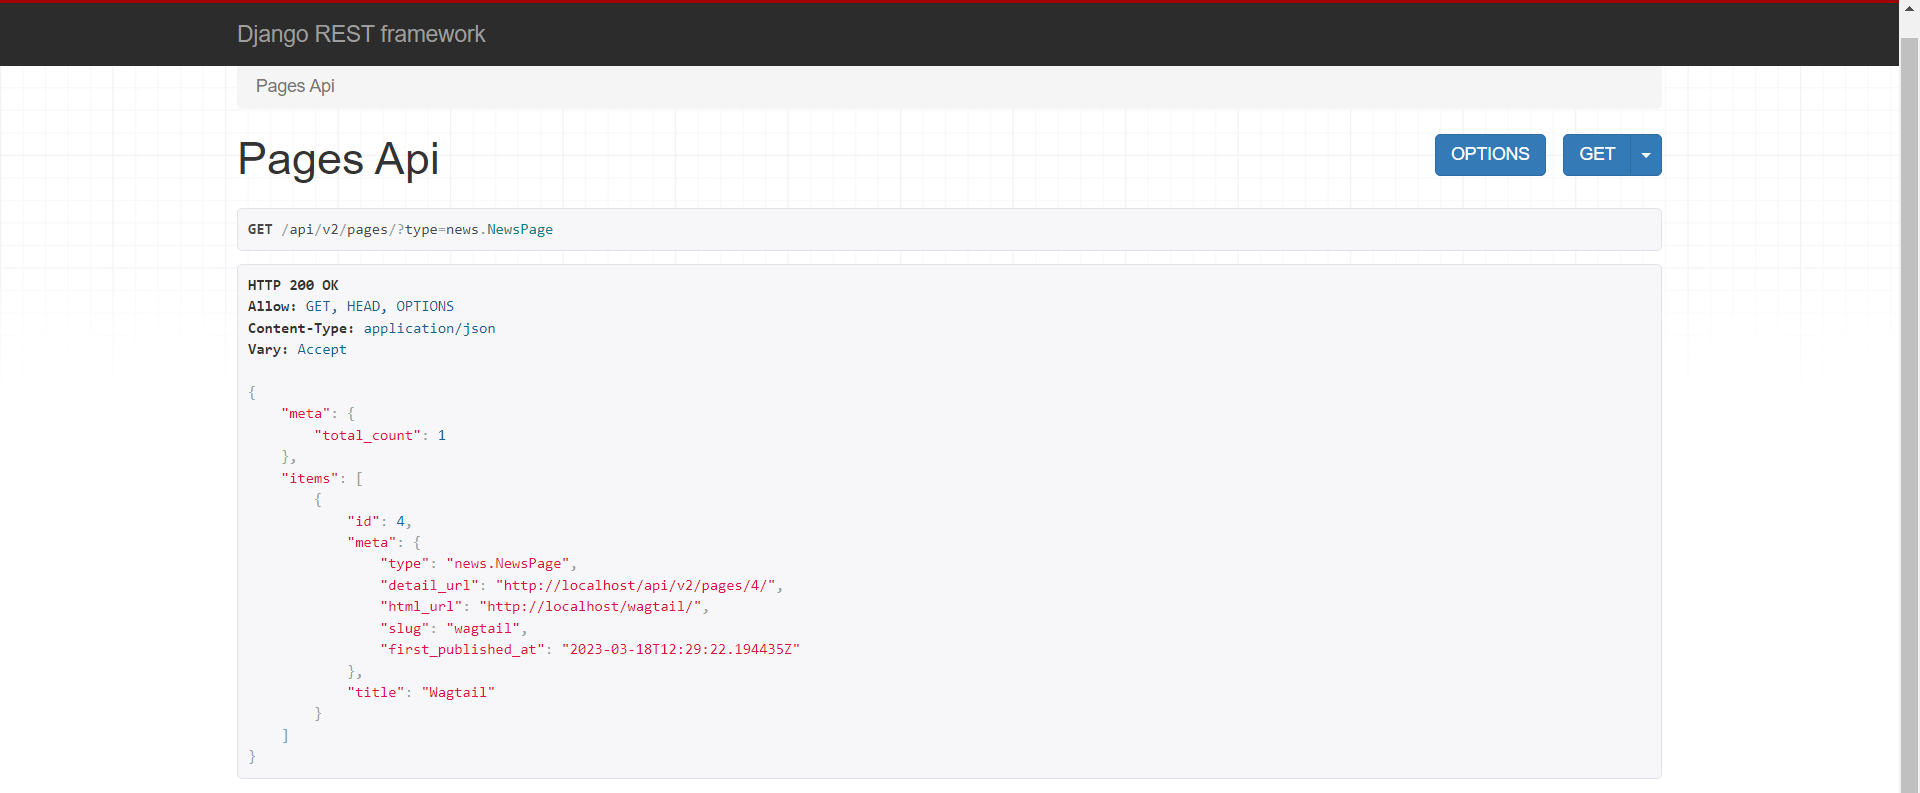 Django REST framework
Pages Api
Pages Api
OPTIONS
GET
GET /api/v2/pages/?type=news.NewsPage
HTTP 200 OK
Allow: GET, HEAD, OPTIONS
Content-Type: application/json
Vary: Accept
{
    "meta": {
        "total_count": 1
    },
    "items": [
        {
            "id": 4,
            "meta": {
                "type": "news.NewsPage",
                "detail_url": "http://localhost/api/v2/pages/4/",
                "html_url": "http://localhost/wagtail/",
                "slug": "wagtail",
                "first_published_at": "2023-03-18T12:29:22.194435Z"
            },
            "title": "Wagtail"
        }
    ]
}